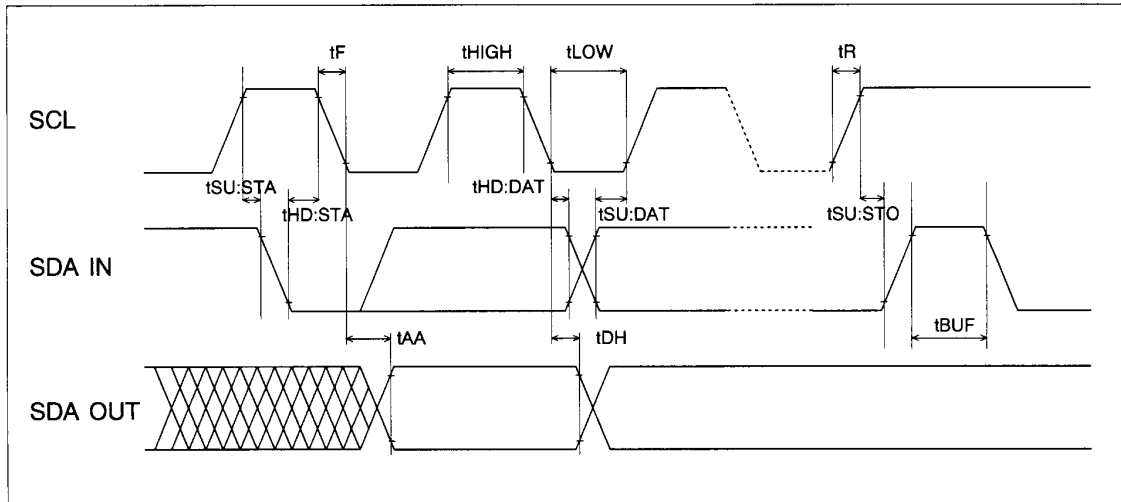 tF tHIGH tLOW tR
SCL
tSU:STA tHD:STA tHD:DAT tSU:DAT tSU:STO
SDA IN
tAA tDH tBUF
SDA OUT